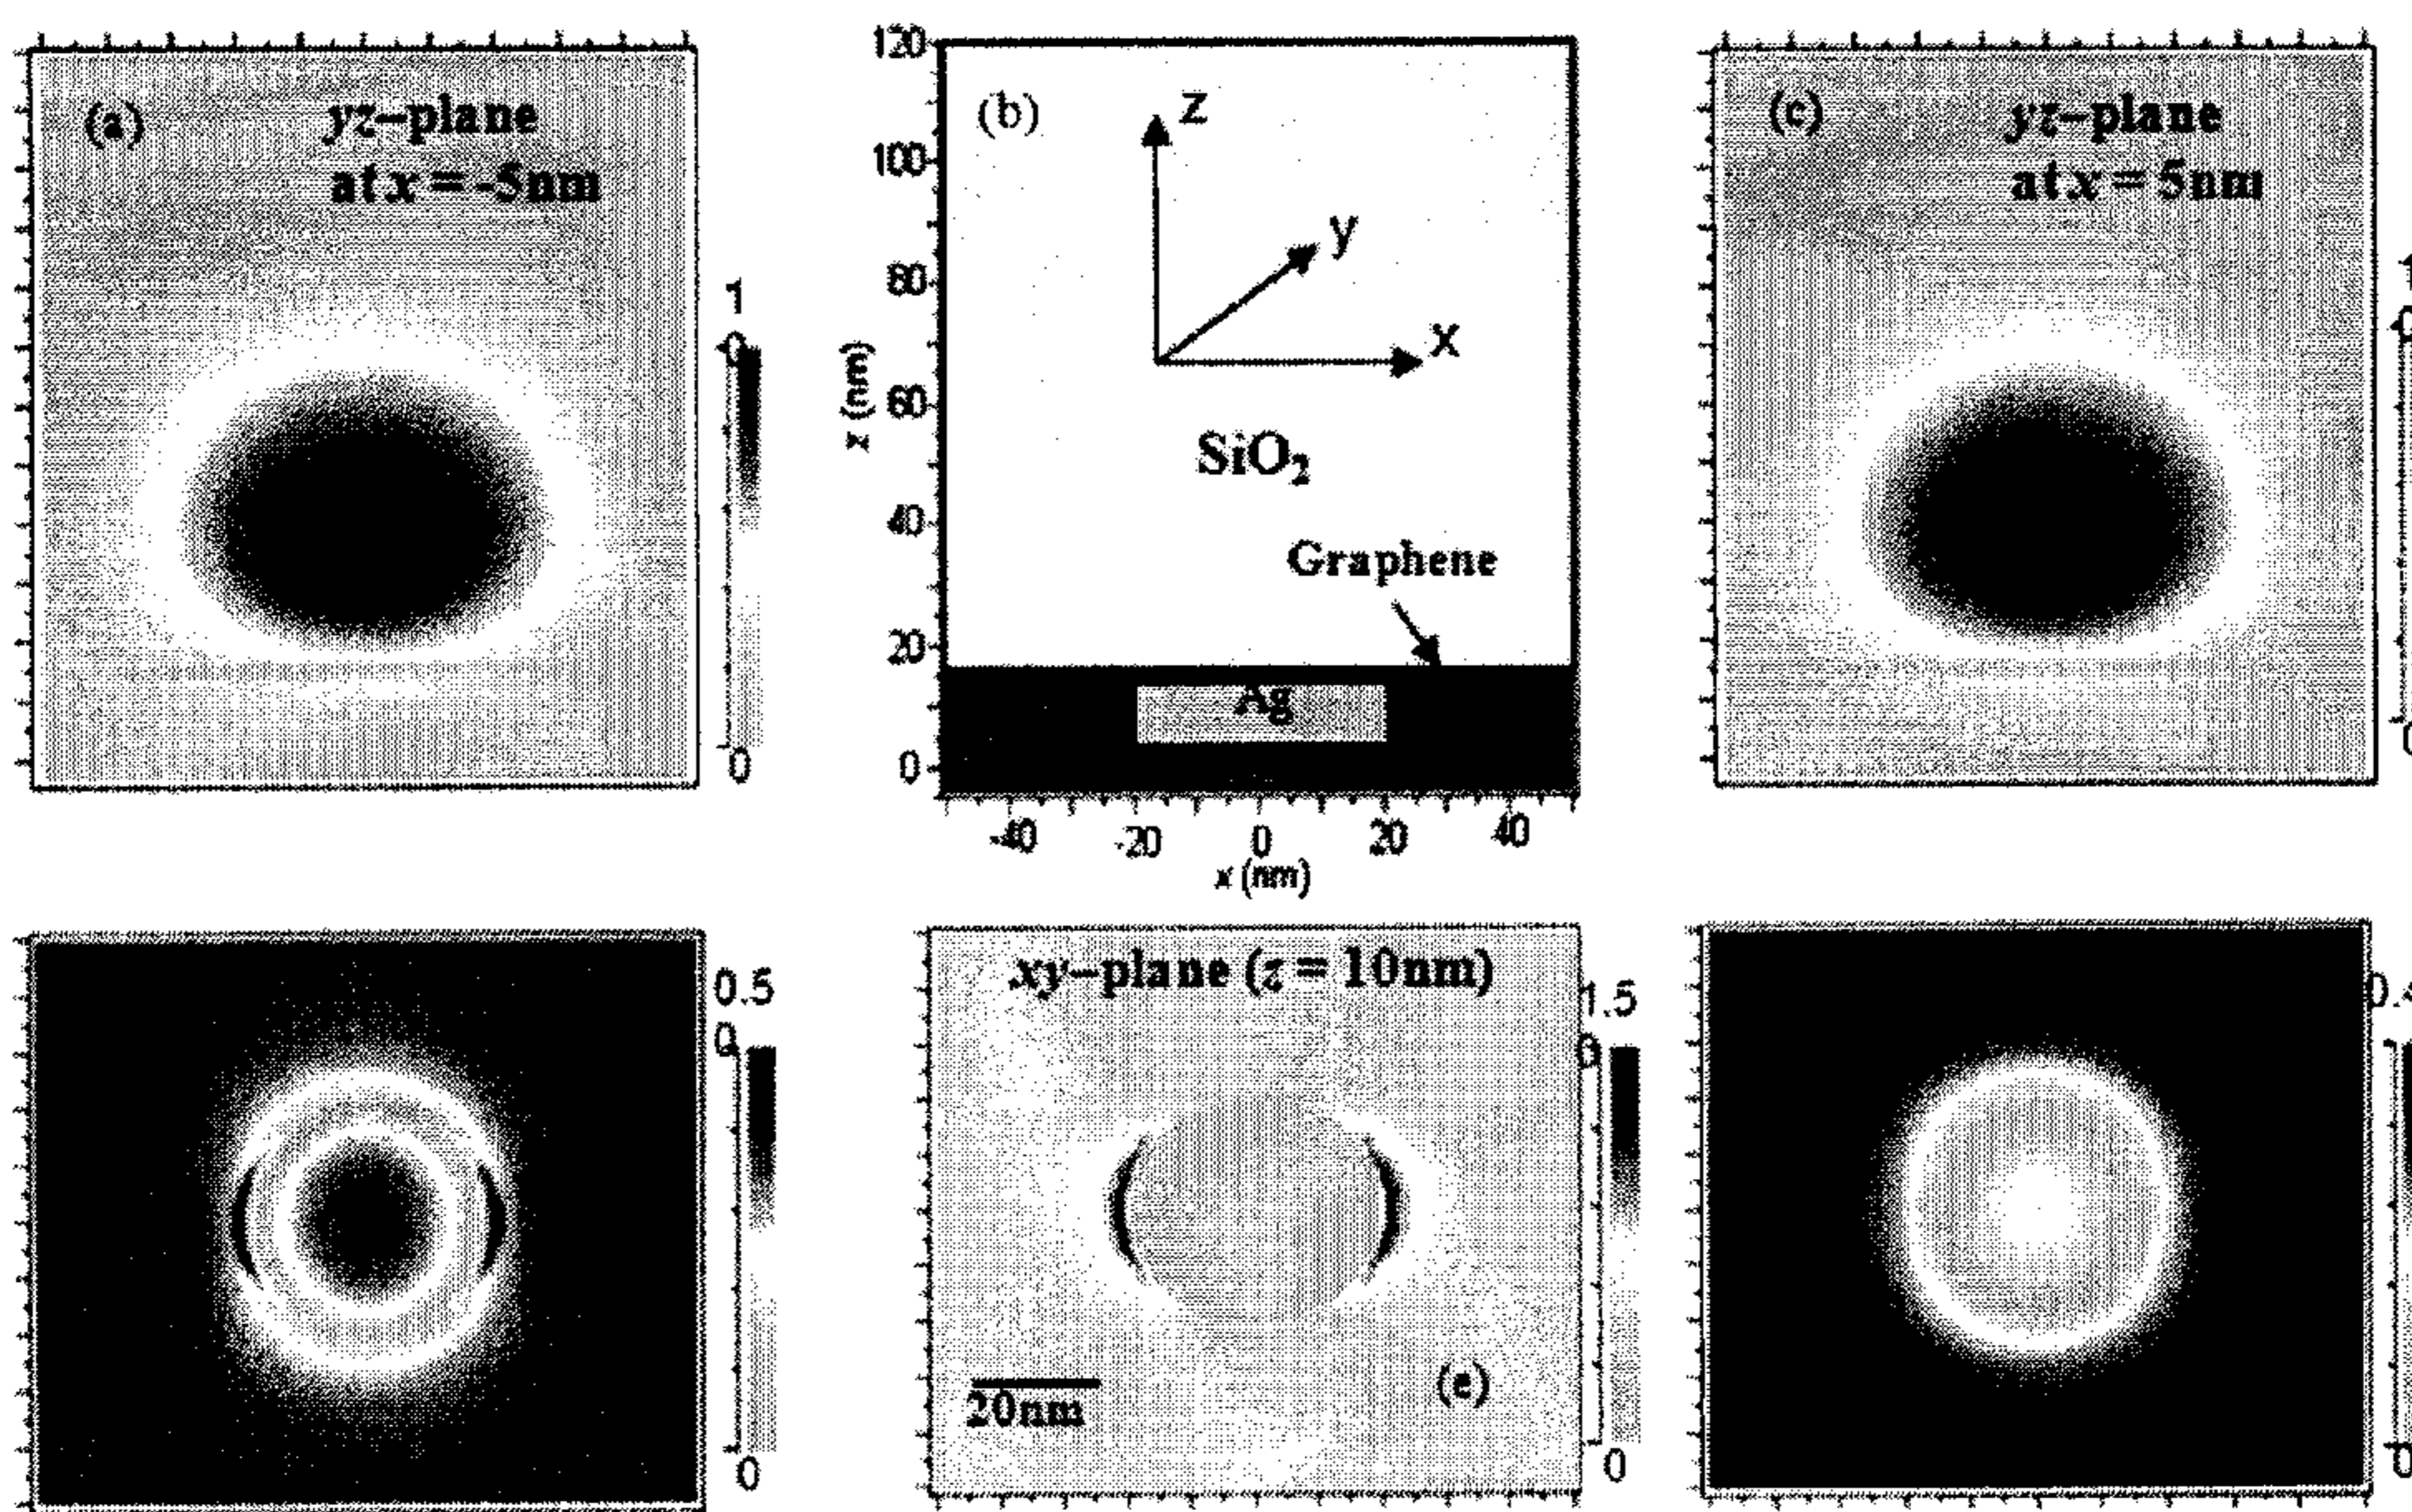 (a)
yz–plane
at x = -5nm
1
0
0
(b)
120
100
80
60
40
20
0
z (nm)
z
y
x
SiO₂
Graphene
Ag
-40 -20 0 20 40
x (nm)
(c)
yz–plane
at x = 5nm
0.5
0
0
xy–plane (z = 10nm)
20nm
(e)
1.5
0
0